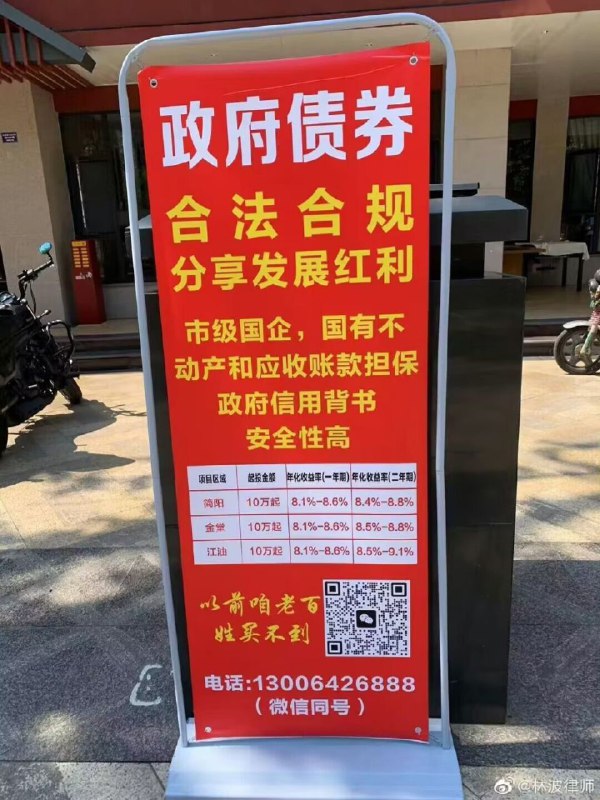 政府债券
合法合规
分享发展红利
市级国企，国有不
动产和应收账款担保
政府信用背书
安全性高
项目区域 起投金额 年化收益率(一年期) 年化收益率(二年期)
简阳 10万起 8.1%-8.6% 8.4%-8.8%
金堂 10万起 8.1%-8.6% 8.5%-8.8%
江油 10万起 8.1%-8.6% 8.5%-9.1%
以前咱老百
姓买不到
电话:13006426888
（微信同号）
@林波律师